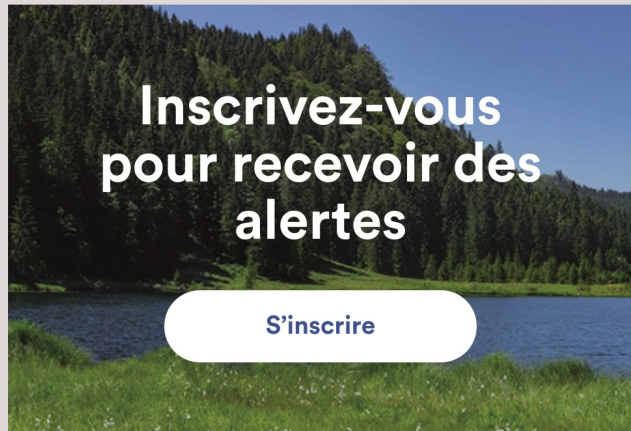 Inscrivez-vous
pour recevoir des
alertes
S’inscrire